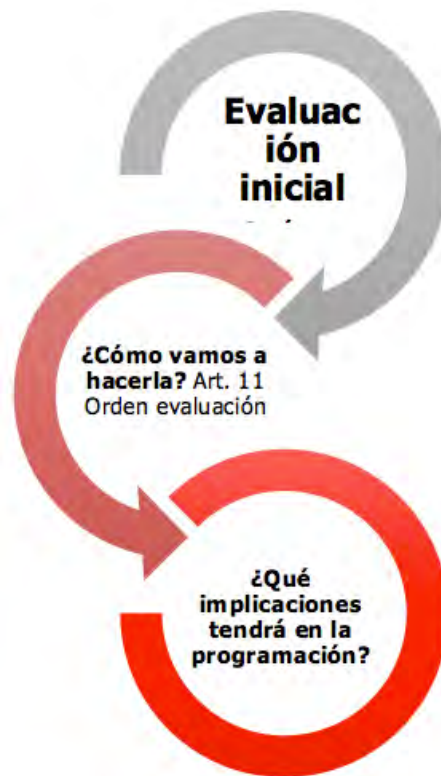 Evaluac
ión
inicial
¿Cómo vamos a
hacerla? Art. 11
Orden evaluación
¿Qué
implicaciones
tendrá en la
programación?